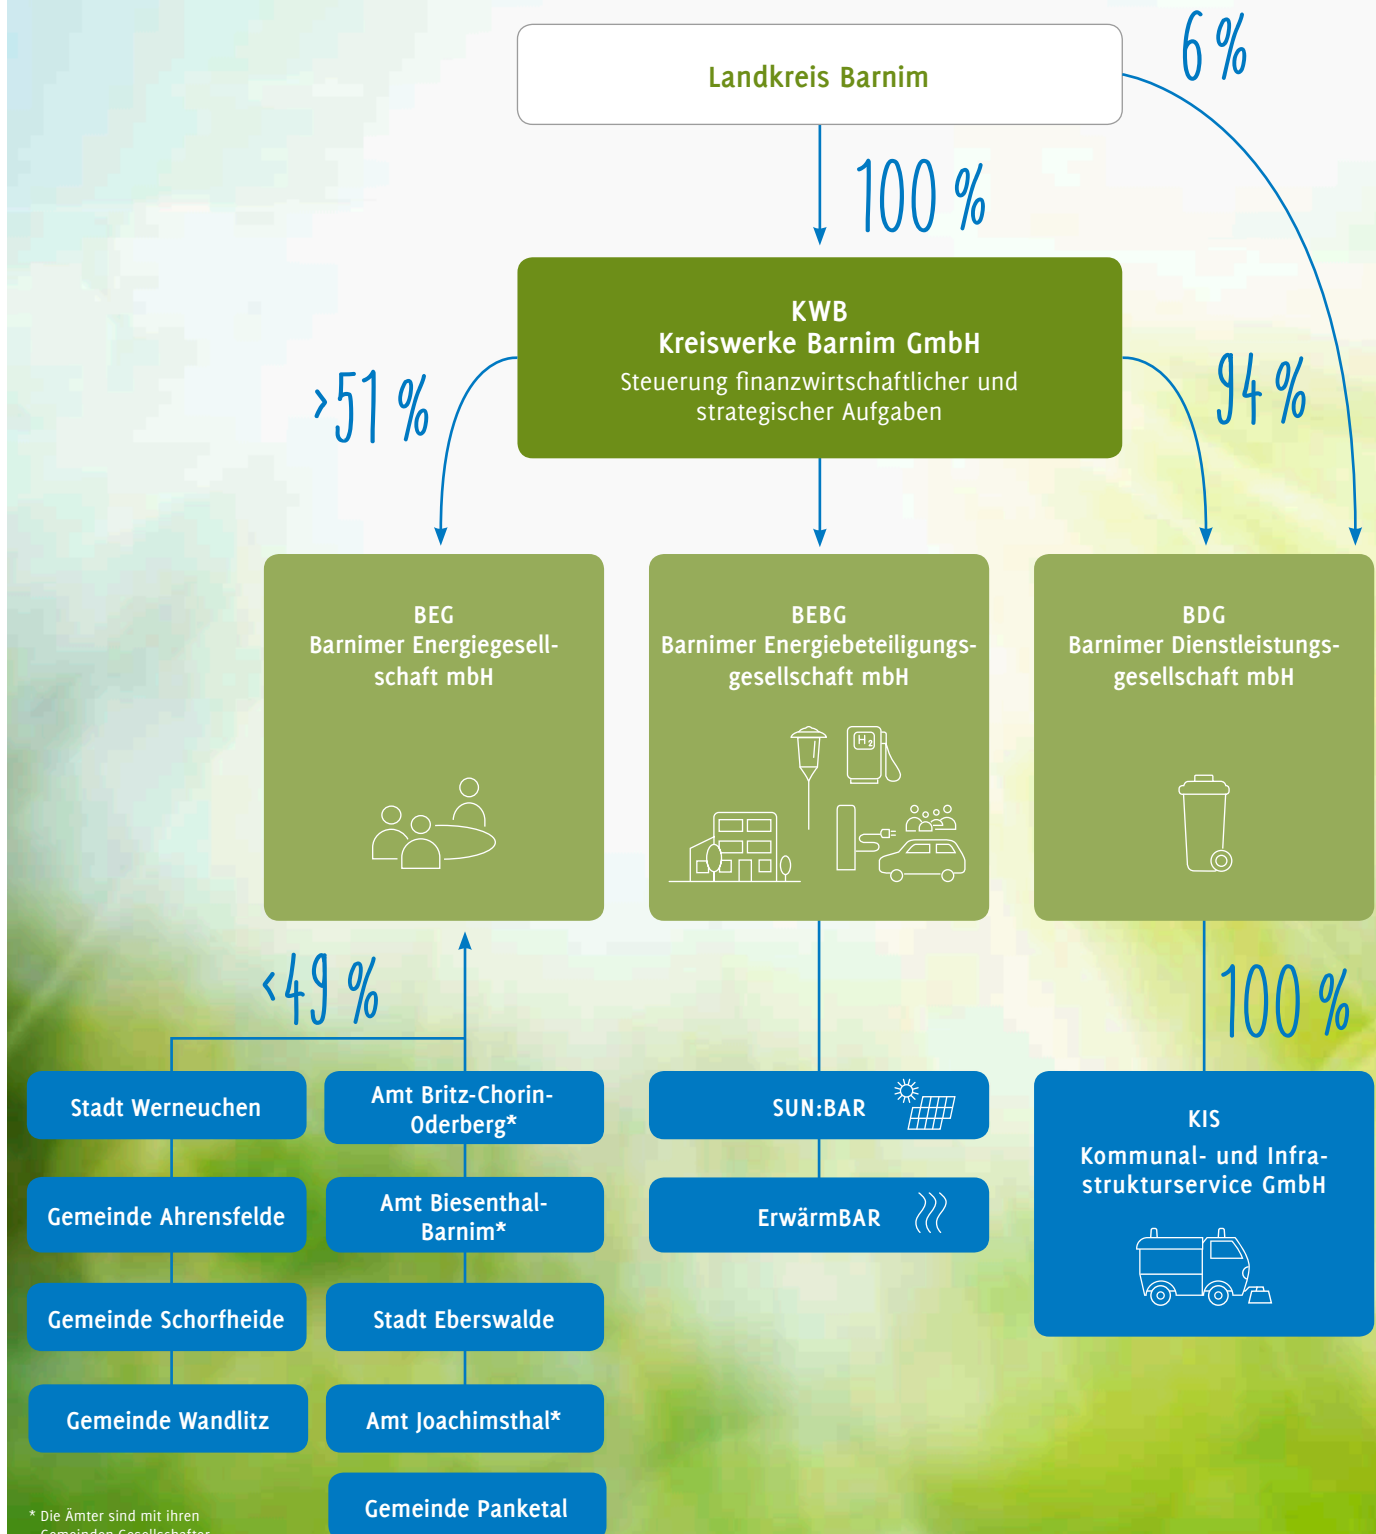 Landkreis Barnim
6 %
100 %
KWB
Kreiswerke Barnim GmbH
Steuerung finanzwirtschaftlicher und
strategischer Aufgaben
>51 %
94 %
BEG
Barnimer Energiegesell-
schaft mbH
BEBG
Barnimer Energiebeteiligungs-
gesellschaft mbH
H2
BDG
Barnimer Dienstleistungs-
gesellschaft mbH
<49 %
100 %
Stadt Werneuchen
Gemeinde Ahrensfelde
Gemeinde Schorfheide
Gemeinde Wandlitz
Amt Britz-Chorin-
Oderberg*
Amt Biesenthal-
Barnim*
Stadt Eberswalde
Amt Joachimsthal*
Gemeinde Panketal
SUN:BAR
ErwärmBAR
KIS
Kommunal- und Infra-
strukturservice GmbH
* Die Ämter sind mit ihren
Gemeinden Gesellschafter